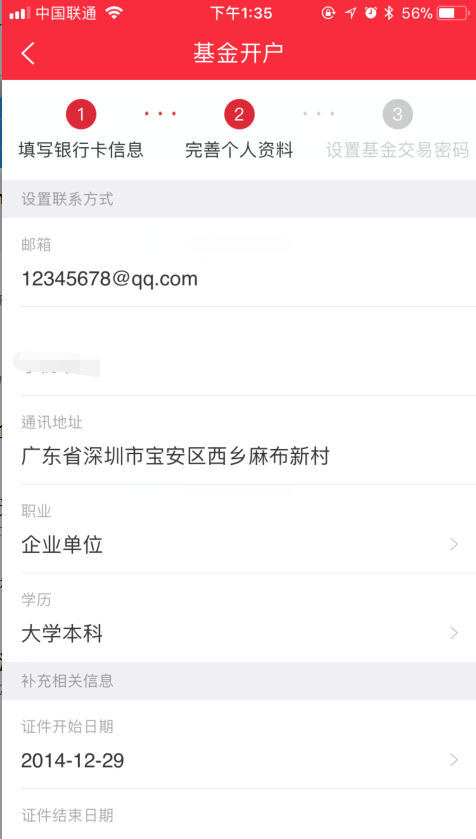 中国联通 下午1:35 56%
基金开户
1 2 3
填写银行卡信息 完善个人资料 设置基金交易密码
设置联系方式
邮箱
12345678@qq.com
通讯地址
广东省深圳市宝安区西乡麻布新村
职业
企业单位
学历
大学本科
补充相关信息
证件开始日期
2014-12-29
证件结束日期